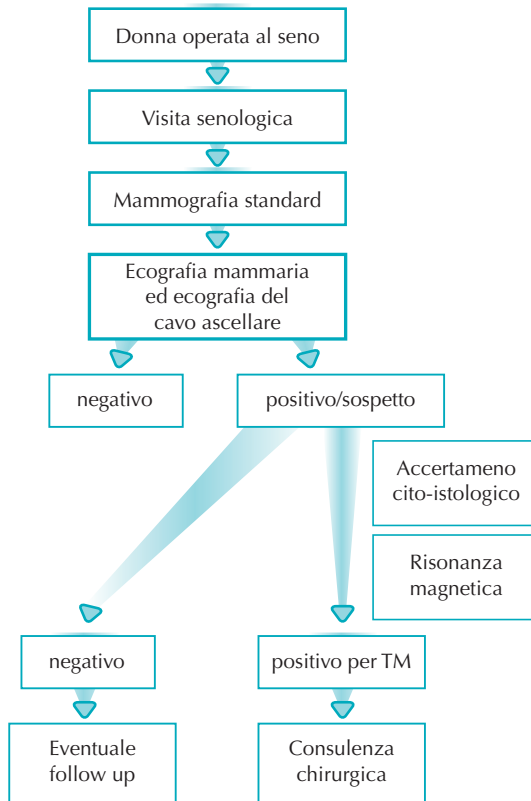 Donna operata al seno
Visita senologica
Mammografia standard
Ecografia mammaria
ed ecografia del
cavo ascellare
negativo
positivo/sospetto
Accertameno
cito-istologico
Risonanza
magnetica
negativo
positivo per TM
Eventuale
follow up
Consulenza
chirurgica